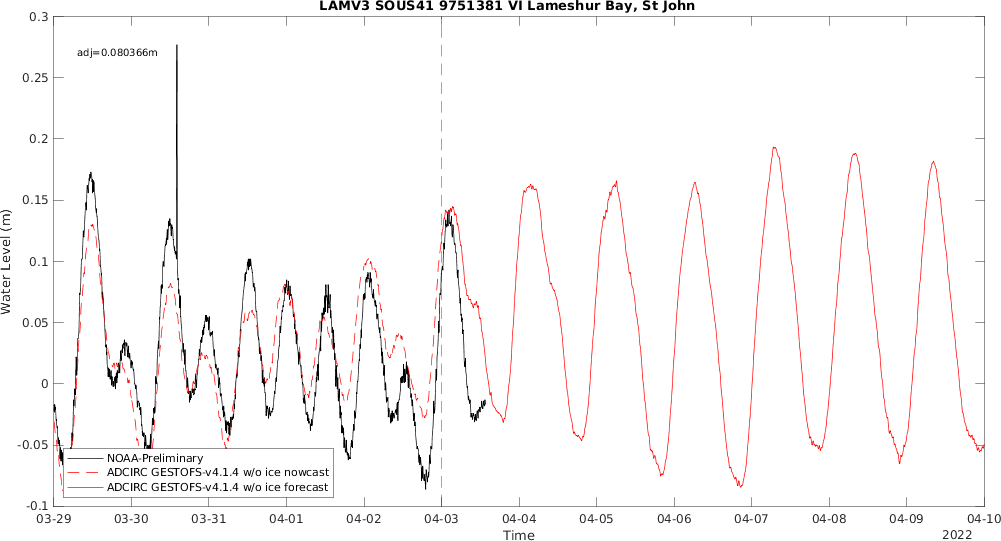 LAMV3 SOUS41 9751381 VI Lameshur Bay, St John
0.3
0.25
0.2
0.15
0.1
0.05
0
-0.05
-0.1
Water Level (m)
adj=0.080366m
NOAA-Preliminary
ADCIRC GESTOFS-v4.1.4 w/o ice nowcast
ADCIRC GESTOFS-v4.1.4 w/o ice forecast
03-29 03-30 03-31 04-01 04-02 04-03 04-04 04-05 04-06 04-07 04-08 04-09 04-10
Time
2022